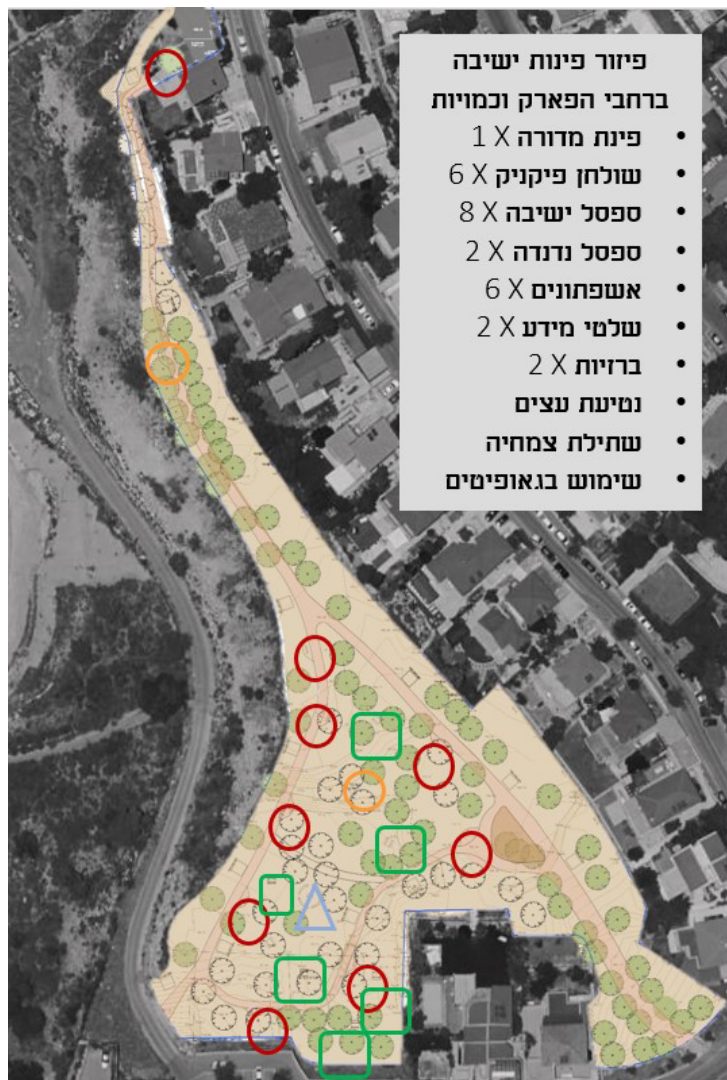 פיזור פינות ישיבה
ברחבי הפארק וכמויות
• פינת מדורה X 1
• שולחן פיקניק X 6
• ספסל ישיבה X 8
• ספסל נדנדה X 2
• אשפתונים X 6
• שלטי מידע X 2
• ברזיות X 2
• נטיעת עצים
• שתילת צמחיה
• שימוש בגאופיטים